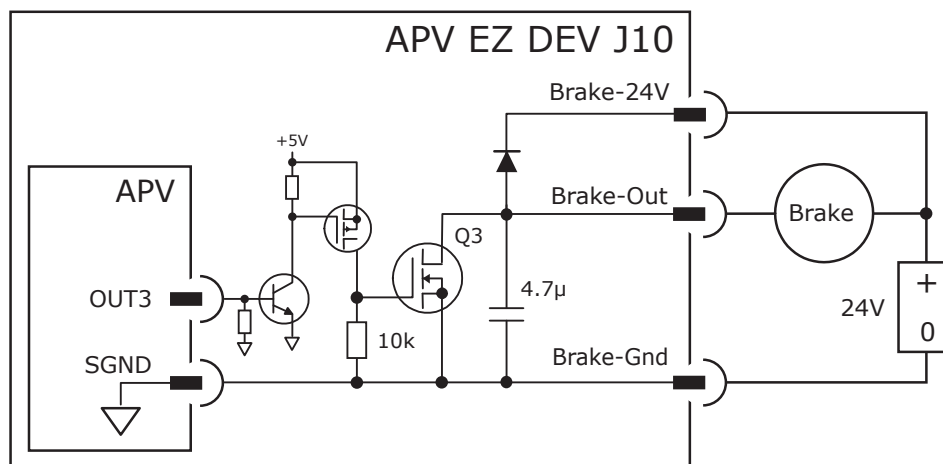 APV EZ DEV J10
Brake-24V
+5V
APV
Brake-Out
Brake
Q3
OUT3
4.7µ
+
24V
0
10k
SGND
Brake-Gnd